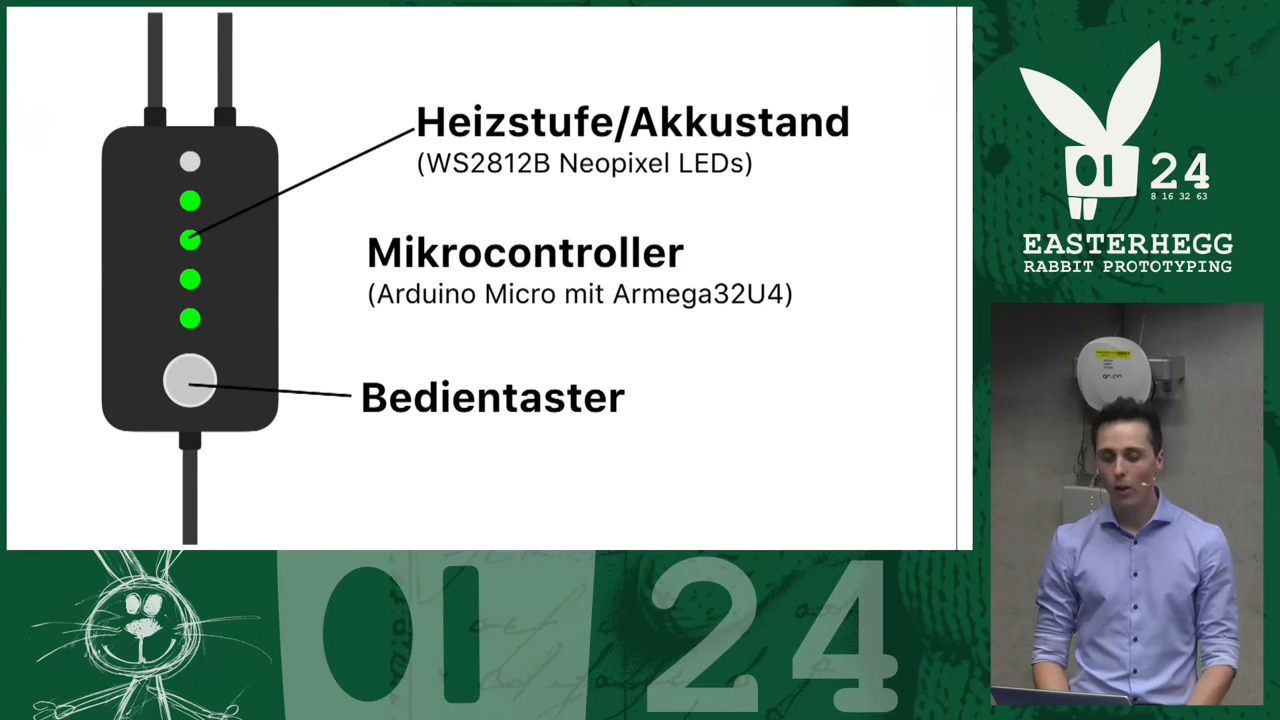 Heizstufe/Akkustand
(WS2812B Neopixel LEDs)
Mikrocontroller
(Arduino Micro mit Armega32U4)
Bedientaster
24
8 16 32 63
EASTERHEGG
RABBIT PROTOTYPING
24